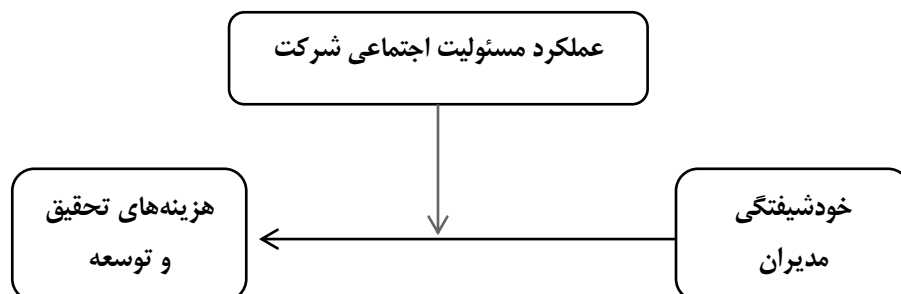 عملکرد مسئولیت اجتماعی شرکت
خودشیفتگی
مدیران
هزینه‌های تحقیق
و توسعه